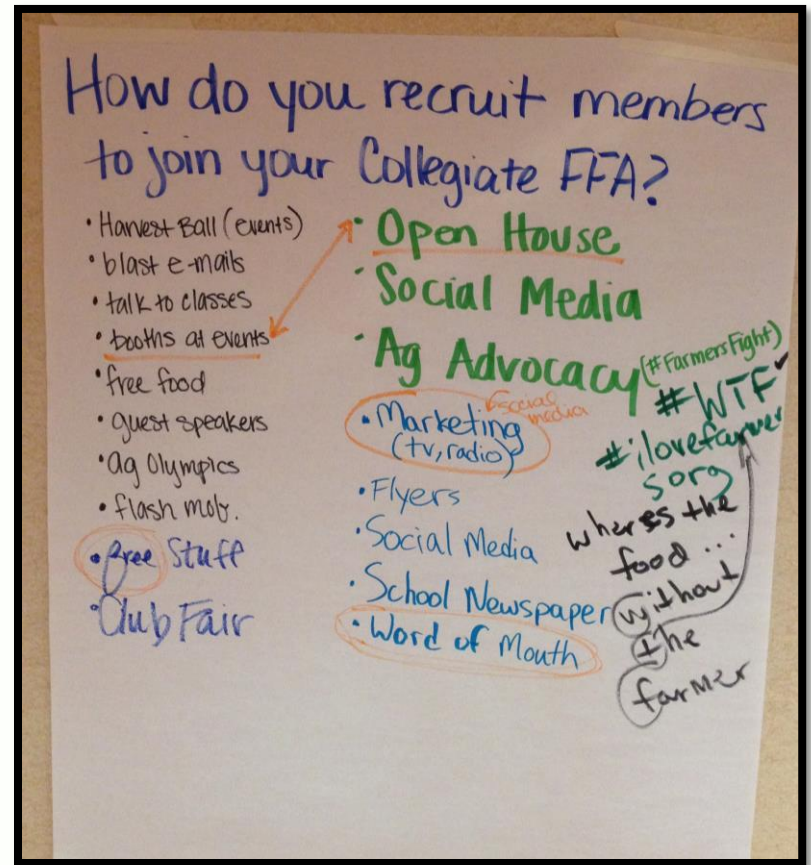 How do you recruit members
to join your Collegiate FFA?
• Harvest Ball (events)
• blast e-mails
• talk to classes
• booths at events
• free food
• guest speakers
• ag Olympics
• flash mob.
• free Stuff
• Club Fair
• Open House
• Social Media
• Ag Advocacy (#FarmersFight)
#WTF
#ilovefarmer
sorg
• Marketing
social
media
(tv, radio)
• Flyers
• Social Media
• School Newspaper
• Word of Mouth
wheres the
food ...
without
the
farmer